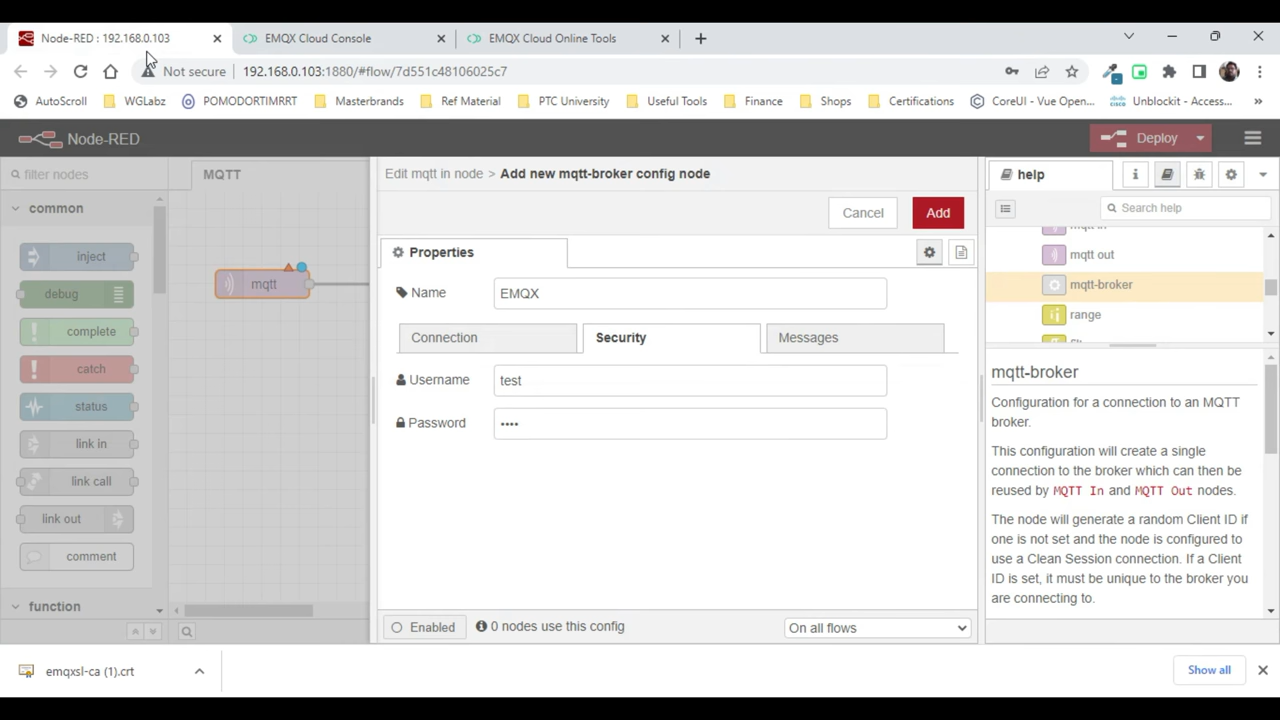 Node-RED : 192.168.0.103
EMQX Cloud Console
EMQX Cloud Online Tools
Not secure
192.168.0.103:1880/#flow/7d551c48106025c7
AutoScroll
WGLabz
POMODORTIMRRT
Masterbrands
Ref Material
PTC University
Useful Tools
Finance
Shops
Certifications
CoreUI - Vue Open...
Unblockit - Access...
Node-RED
Deploy
filter nodes
common
inject
debug
complete
catch
status
link in
link call
link out
comment
function
MQTT
mqtt
Edit mqtt in node > Add new mqtt-broker config node
Cancel
Add
Properties
Name
EMQX
Connection
Security
Messages
Username
test
Password
••••
Enabled
0 nodes use this config
On all flows
help
Search help
mqtt in
mqtt out
mqtt-broker
range
mqtt-broker
Configuration for a connection to an MQTT
broker.
This configuration will create a single
connection to the broker which can then be
reused by MQTT In and MQTT Out nodes.
The node will generate a random Client ID if
one is not set and the node is configured to
use a Clean Session connection. If a Client
ID is set, it must be unique to the broker you
are connecting to.
emqxsl-ca (1).crt
Show all